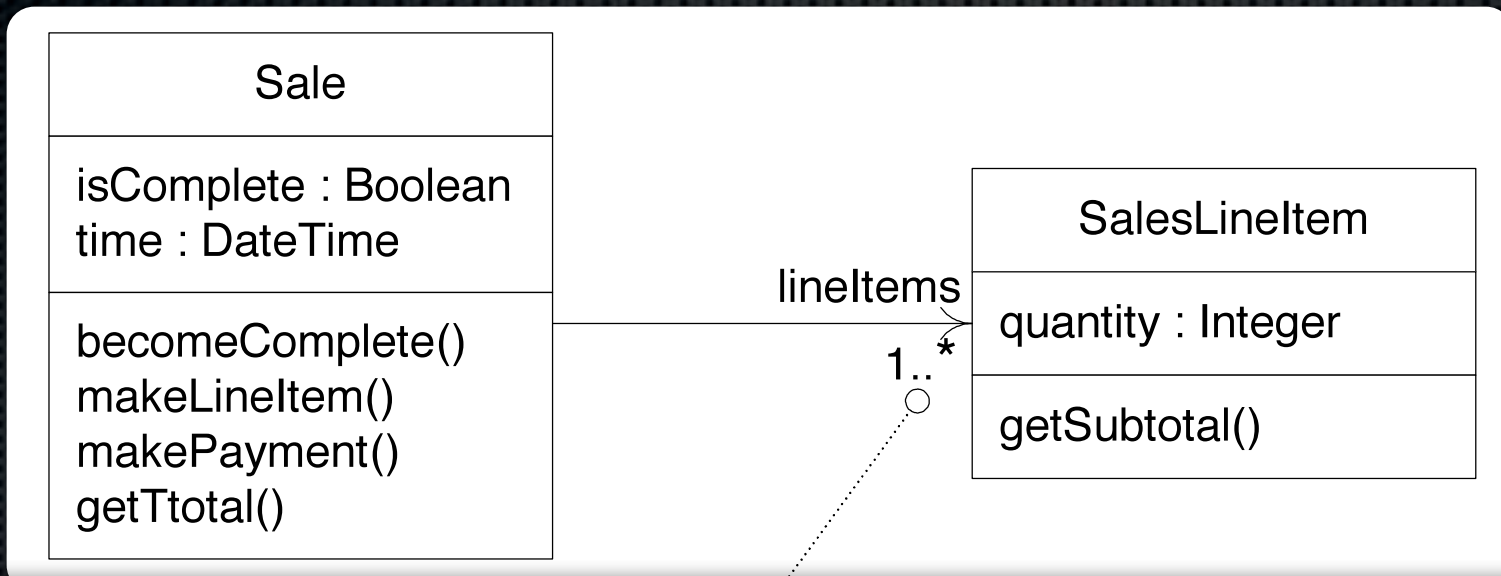 Sale
isComplete : Boolean
time : DateTime
becomeComplete()
makeLineItem()
makePayment()
getTtotal()
lineItems
1..*
SalesLineItem
quantity : Integer
getSubtotal()